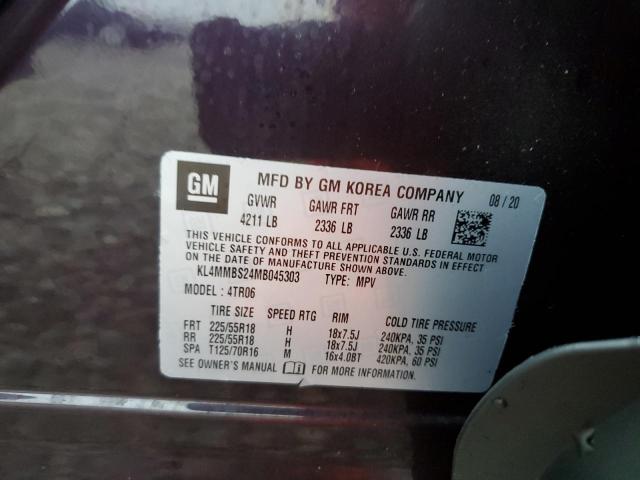 GM
MFD BY GM KOREA COMPANY 08 / 20
GVWR GAWR FRT GAWR RR
4211 LB 2336 LB 2336 LB
THIS VEHICLE CONFORMS TO ALL APPLICABLE U.S. FEDERAL MOTOR
VEHICLE SAFETY AND THEFT PREVENTION STANDARDS IN EFFECT ON THE
DATE OF MANUFACTURE SHOWN ABOVE.
KL4MMBS24MB045303 TYPE: MPV
MODEL : 4TR06
TIRE SIZE SPEED RTG RIM COLD TIRE PRESSURE
FRT 225/55R18 H 18x7.5J 240KPA, 35 PSI
RR 225/55R18 H 18x7.5J 240KPA, 35 PSI
SPA T125/70R16 M 16x4.0BT 420KPA, 60 PSI
SEE OWNER'S MANUAL FOR MORE INFORMATION